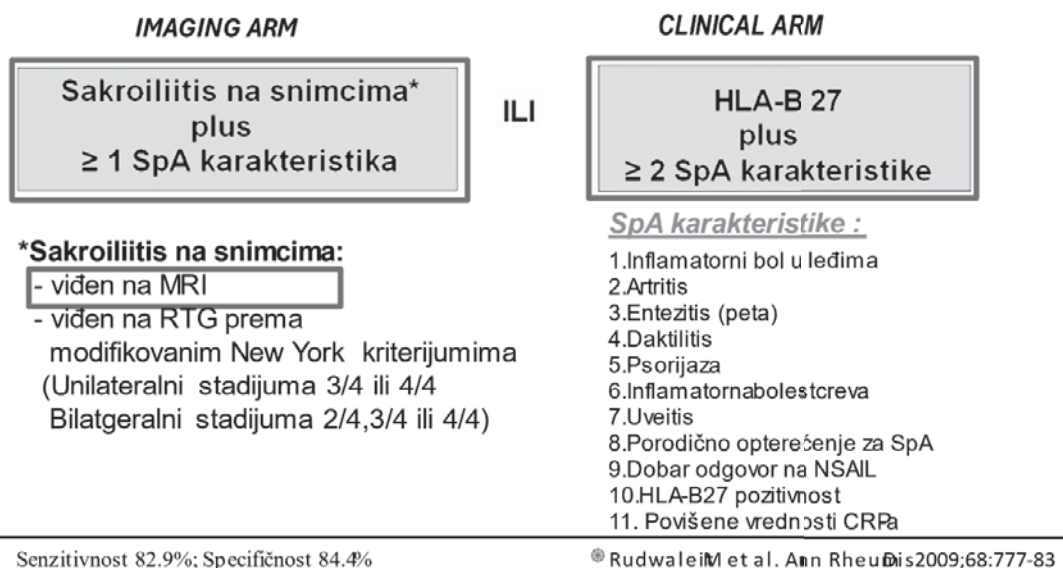 IMAGING ARM
Sakroiliitis na snimcima*
plus
≥ 1 SpA karakteristika
ILI
CLINICAL ARM
HLA-B 27
plus
≥ 2 SpA karakteristike
*Sakroiliitis na snimcima:
- viđen na MRI
- viđen na RTG prema
modifikovanim New York kriterijumima
(Unilateralni stadijuma 3/4 ili 4/4
Bilatgeralni stadijuma 2/4,3/4 ili 4/4)
SpA karakteristike :
1.Inflamatorni bol u leđima
2.Artritis
3.Entezitis (peta)
4.Daktilitis
5.Psorijaza
6.Inflamatornabolestcreva
7.Uveitis
8.Porodično opterećenje za SpA
9.Dobar odgovor na NSAIL
10.HLA-B27 pozitivnost
11. Povišene vrednosti CRPa
Senzitivnost 82.9%; Specifičnost 84.4%
Rudwaleit M et al. Ann Rheum Dis2009;68:777-83